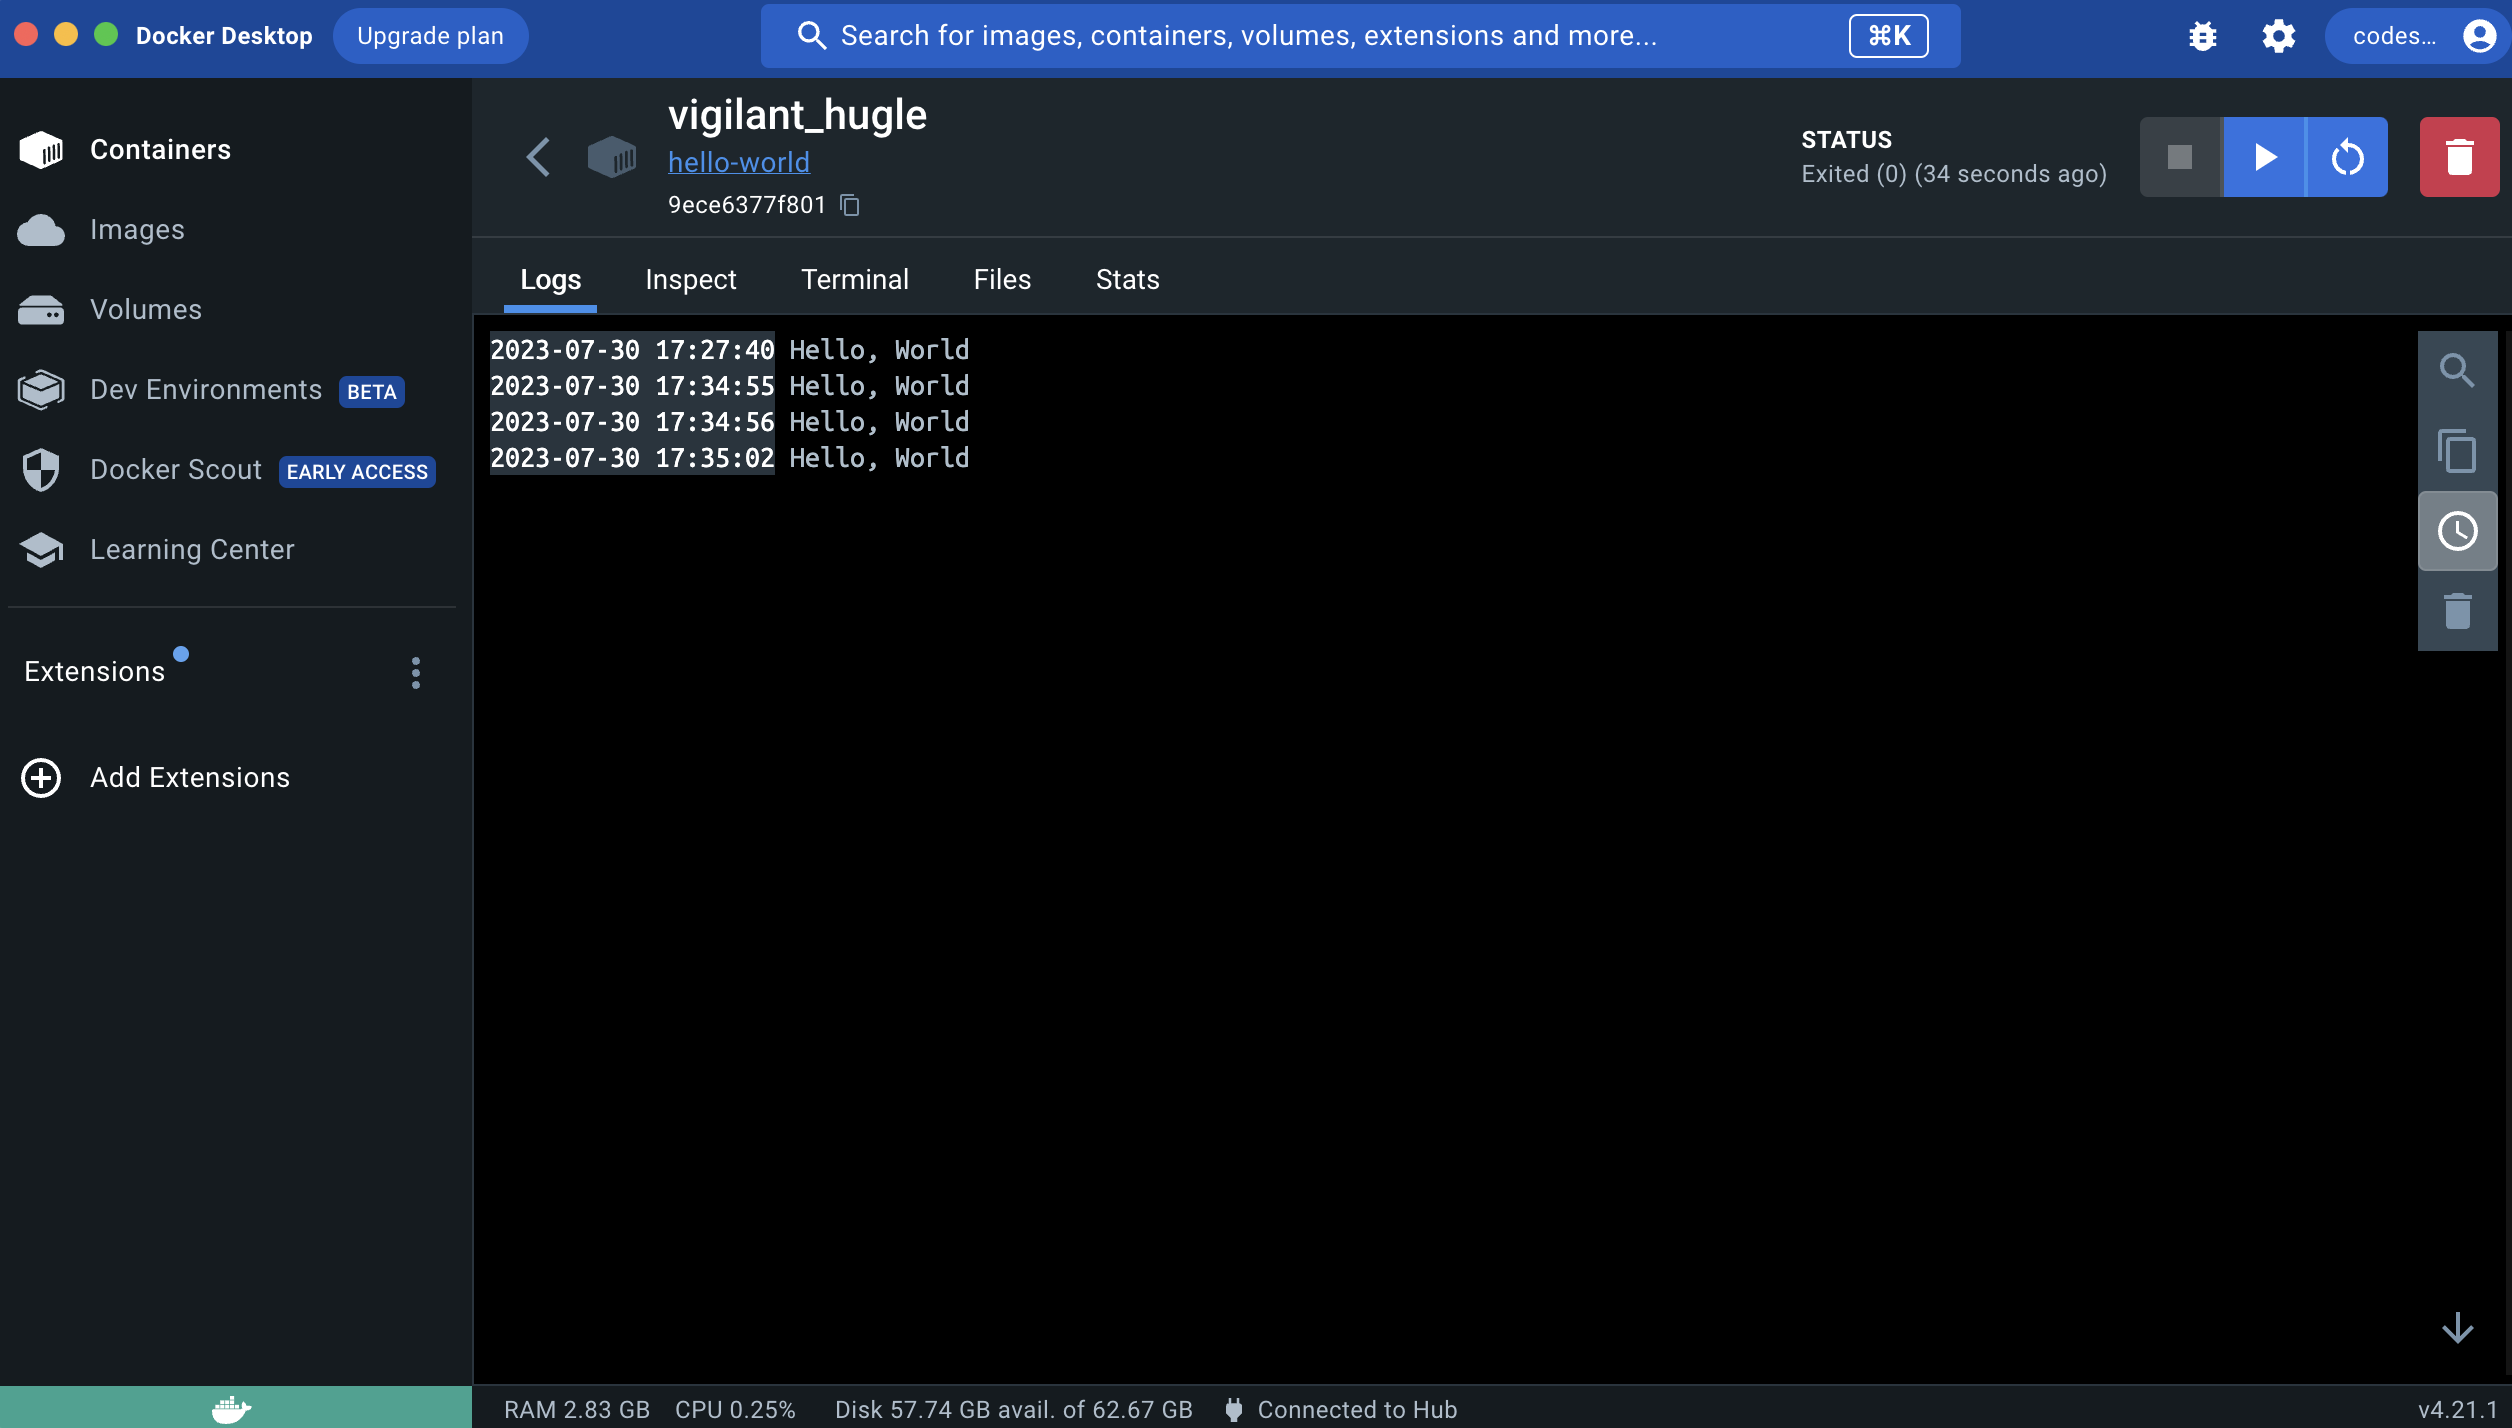 Docker Desktop
Upgrade plan
Search for images, containers, volumes, extensions and more...
⌘K
codes...
Containers
Images
Volumes
Dev Environments BETA
Docker Scout EARLY ACCESS
Learning Center
Extensions
Add Extensions
vigilant_hugle
hello-world
9ece6377f801
STATUS
Exited (0) (34 seconds ago)
Logs
Inspect
Terminal
Files
Stats
2023-07-30 17:27:40 Hello, World
2023-07-30 17:34:55 Hello, World
2023-07-30 17:34:56 Hello, World
2023-07-30 17:35:02 Hello, World
RAM 2.83 GB
CPU 0.25%
Disk 57.74 GB avail. of 62.67 GB
Connected to Hub
v4.21.1